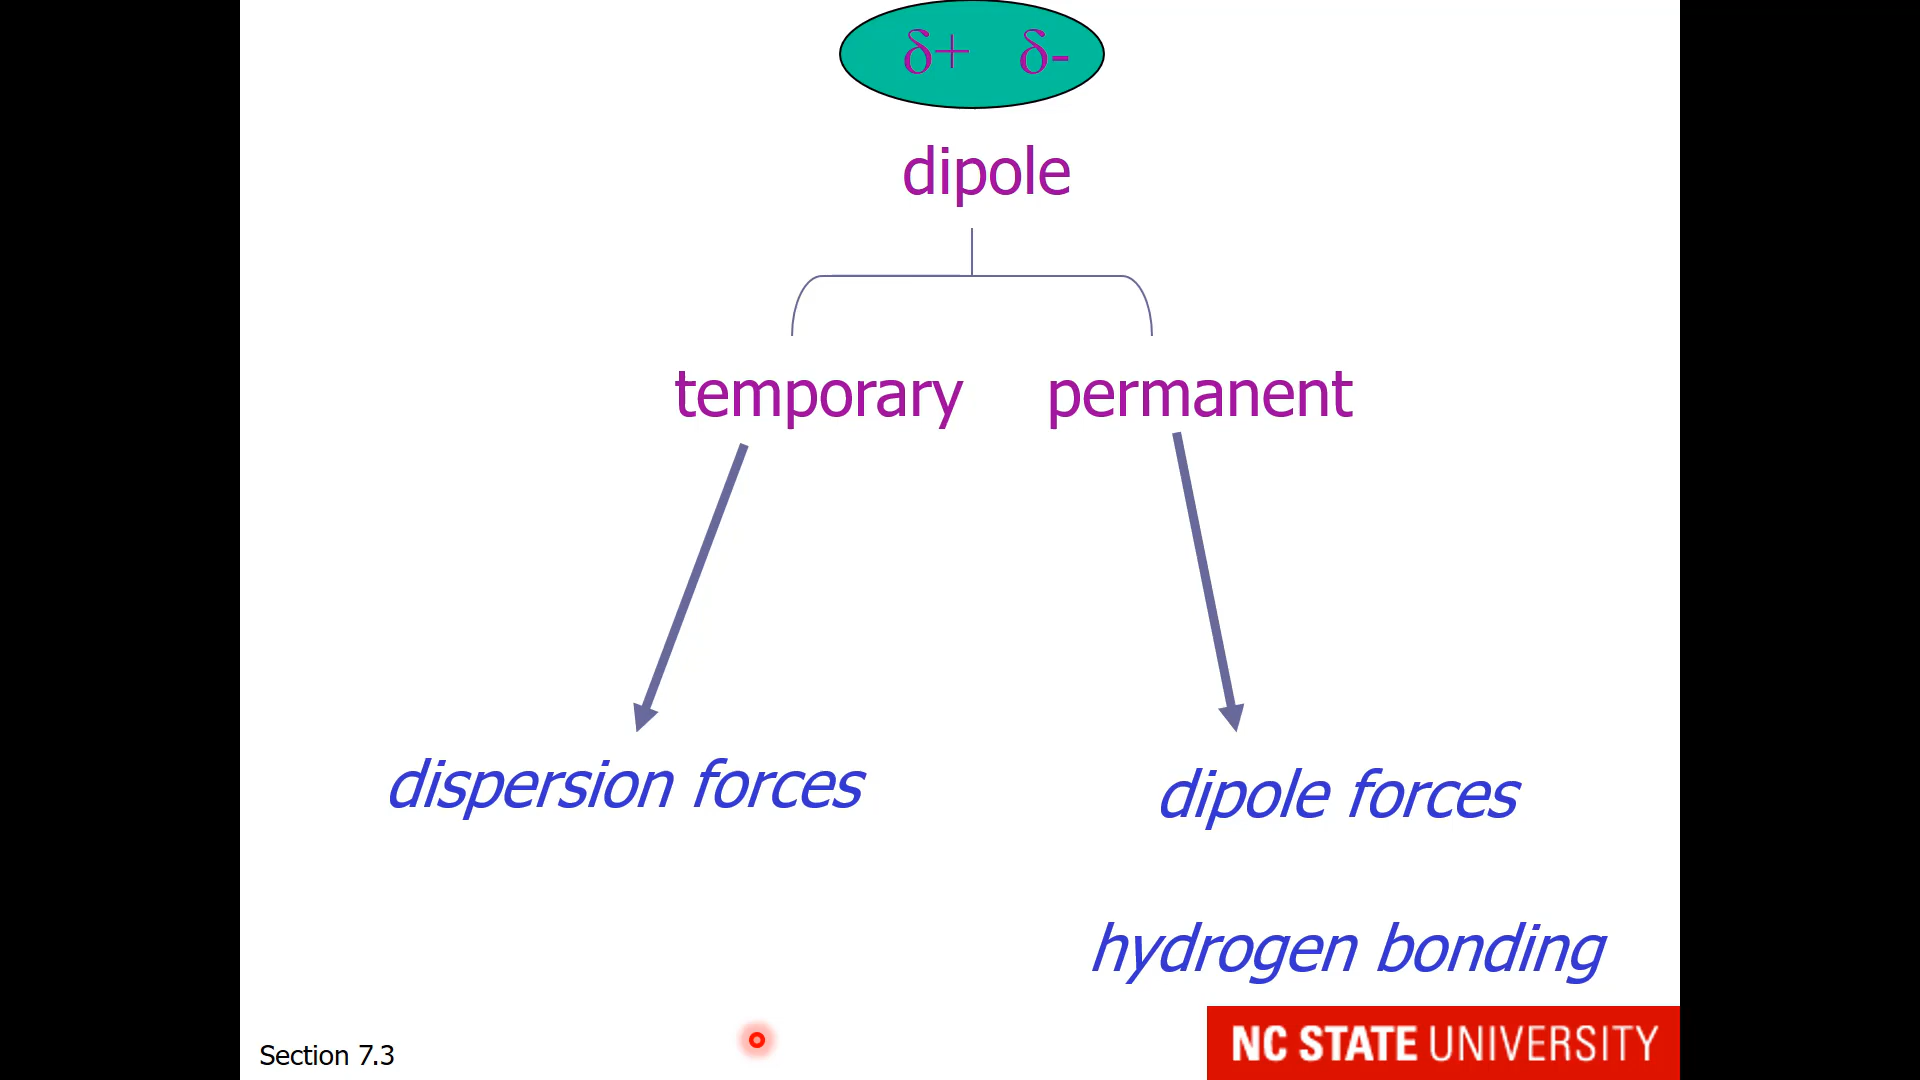 δ+ δ-
dipole
temporary permanent
dispersion forces
dipole forces
hydrogen bonding
Section 7.3
NC STATE UNIVERSITY